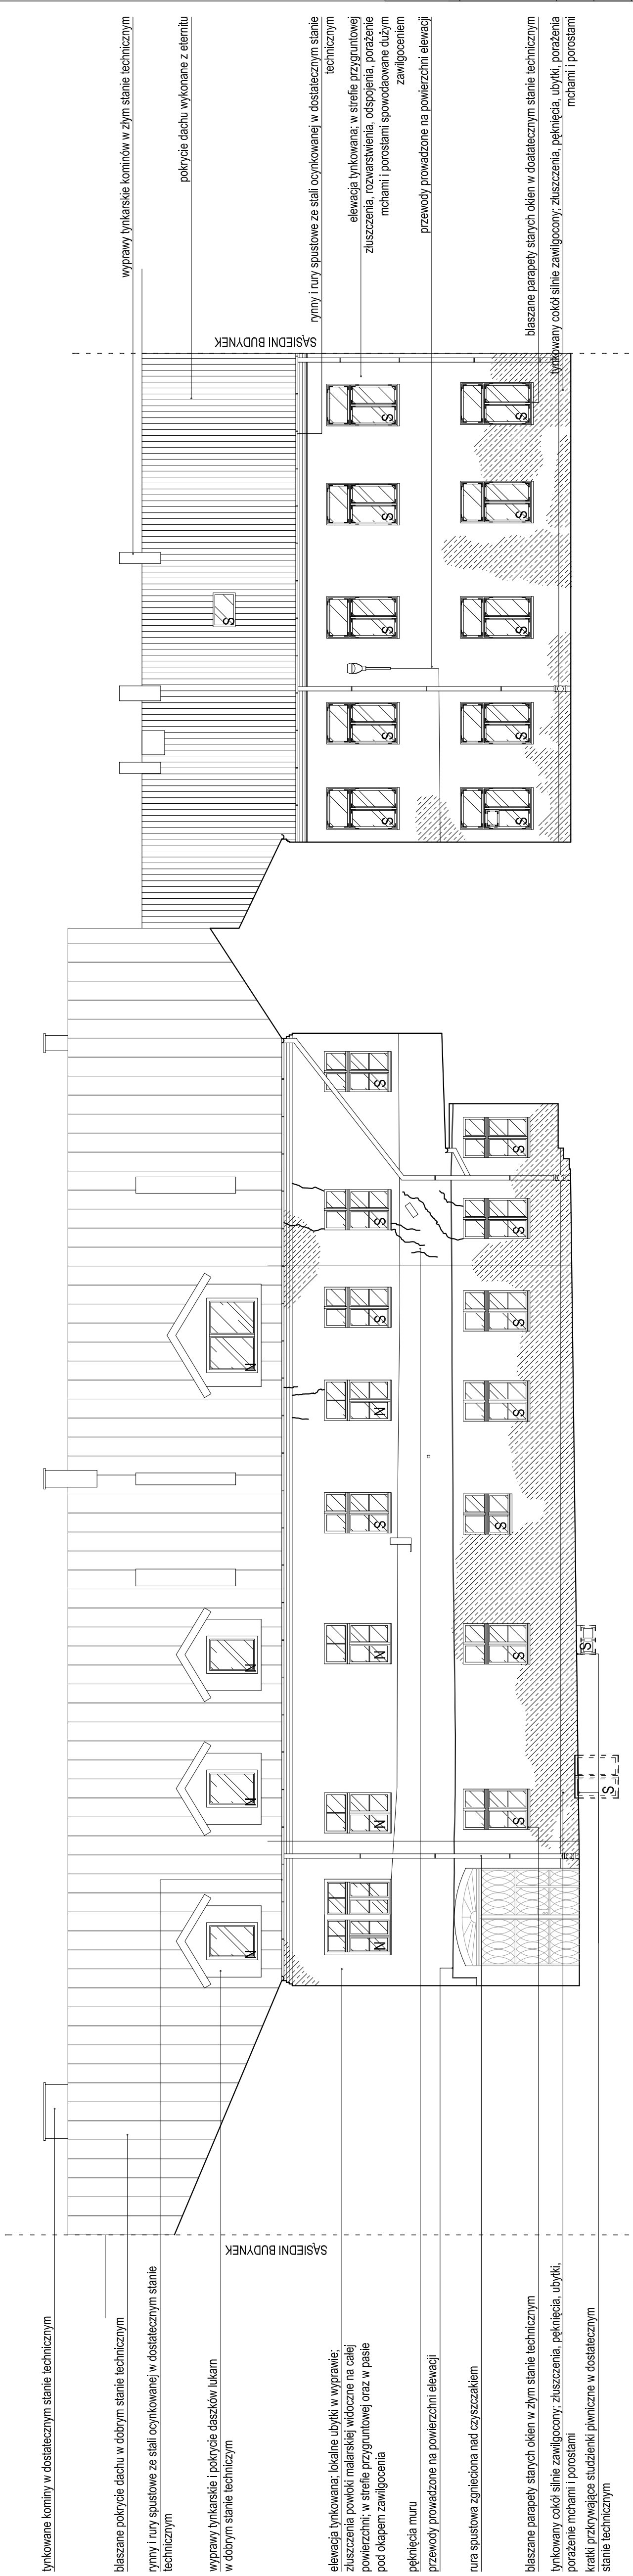 tynkowane kominy w dostatecznym stanie technicznym
blaszane pokrycie dachu w dobrym stanie technicznym
rynny i rury spustowe ze stali ocynkowanej w dostatecznym stanie
technicznym
wyprawy tynkarskie i pokrycie daszków lukarn
w dobrym stanie techniczym
elewacja tynkowana; lokalne ubytki w wyprawie;
złuszczenia powłoki malarskiej widoczne na całej
powierzchni; w strefie przygruntowej oraz w pasie
pod okapem zawilgocenia
pęknięcia muru
przewody prowadzone na powierzchni elewacji
rura spustowa zgnieciona nad czyszczakiem
blaszane parapety starych okien w złym stanie technicznym
tynkowany cokół silnie zawilgocony; złuszczenia, pęknięcia, ubytki,
porażenie mchami i porostami
kratki przkrywające studzienki piwniczne w dostatecznym
stanie technicznym
SĄSIEDNI BUDYNEK
N
N
N
N
N
N
S
N
S
S
S
S
S
S
S
S
S
S
N
S
S
SĄSIEDNI BUDYNEK
S
S
S
S
S
S
S
S
S
S
S
wyprawy tynkarskie kominów w złym stanie technicznym
pokrycie dachu wykonane z eternitu
rynny i rury spustowe ze stali ocynkowanej w dostatecznym stanie
technicznym
elewacja tynkowana; w strefie przygruntowej
złuszczenia, rozwarstwienia, odspojenia, porażenie
mchami i porostami spowodaowane dużym
zawilgoceniem
przewody prowadzone na powierzchni elewacji
blaszane parapety starych okien w doatatecznym stanie technicznym
tynkowany cokół silnie zawilgocony; złuszczenia, pęknięcia, ubytki, porażenia
mchami i porostami